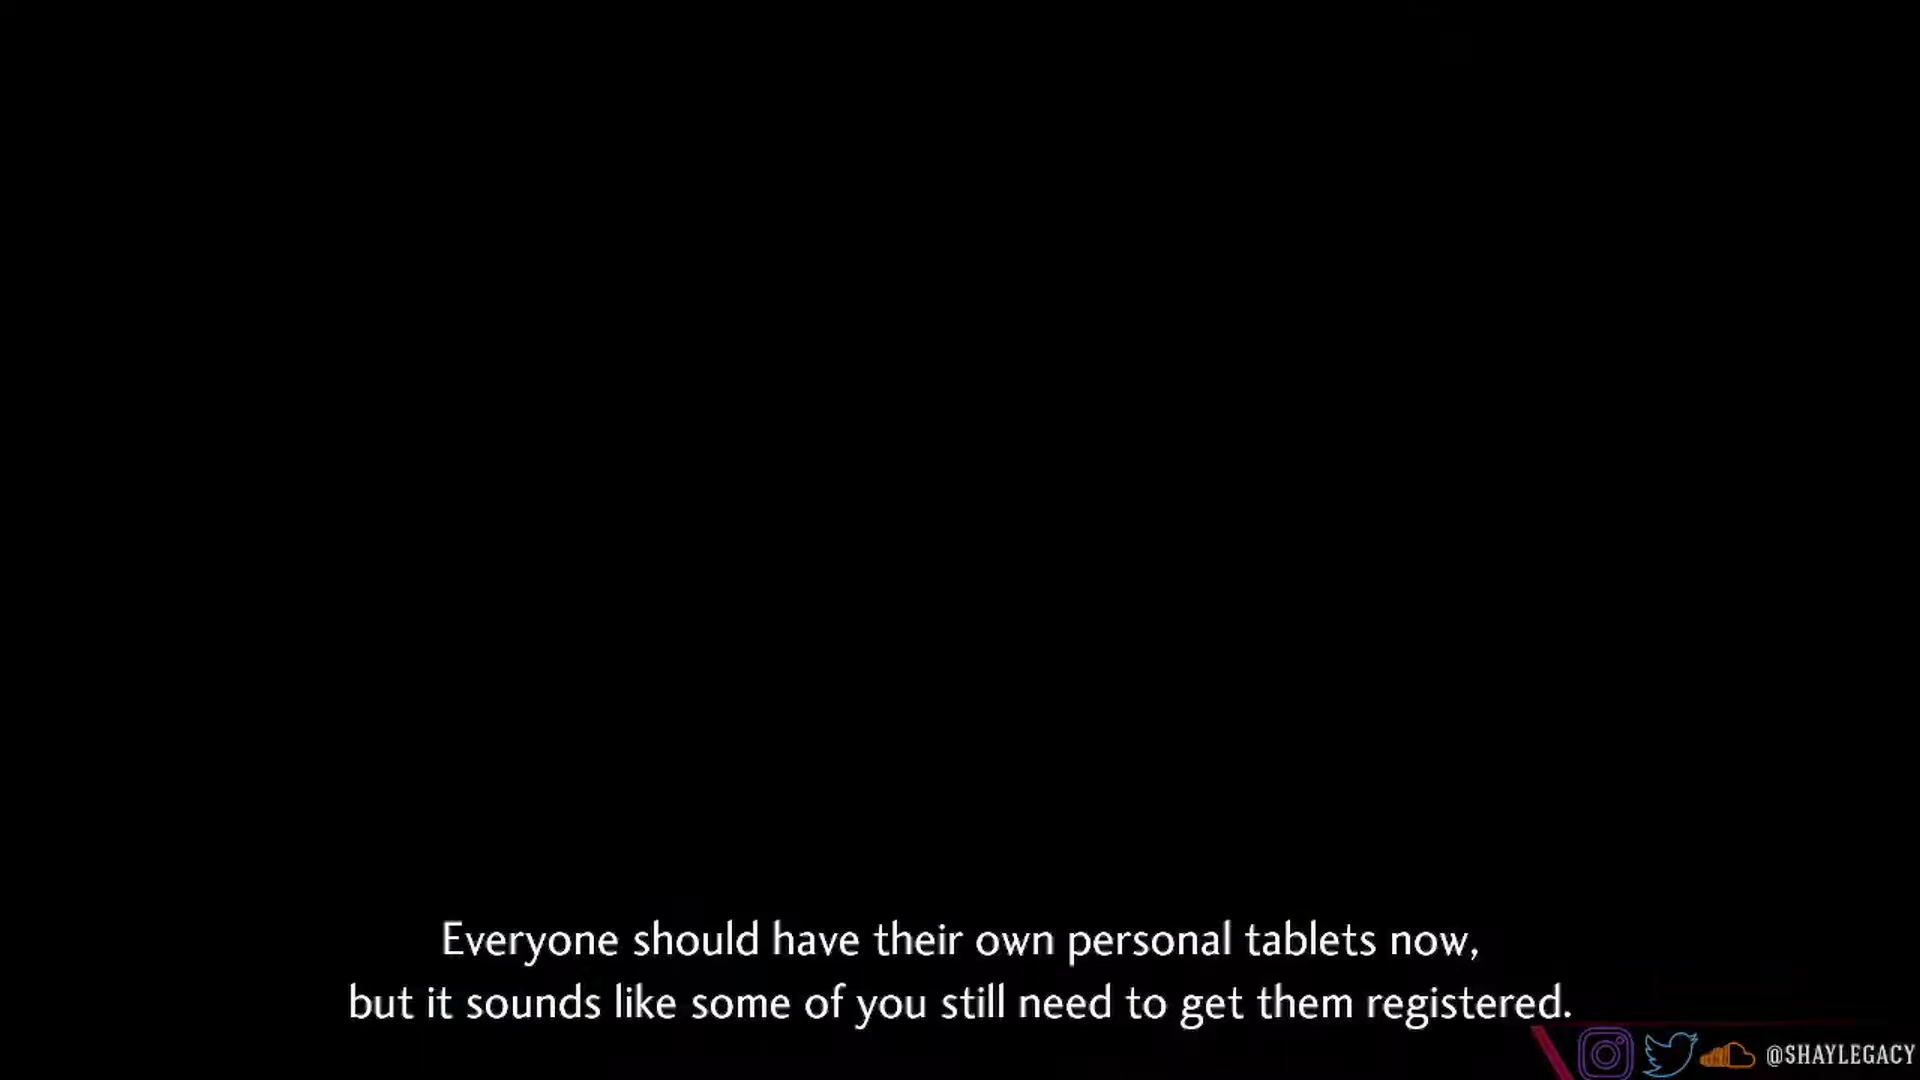 Everyone should have their own personal tablets now,
but it sounds like some of you still need to get them registered.
@SHAYLEGACY